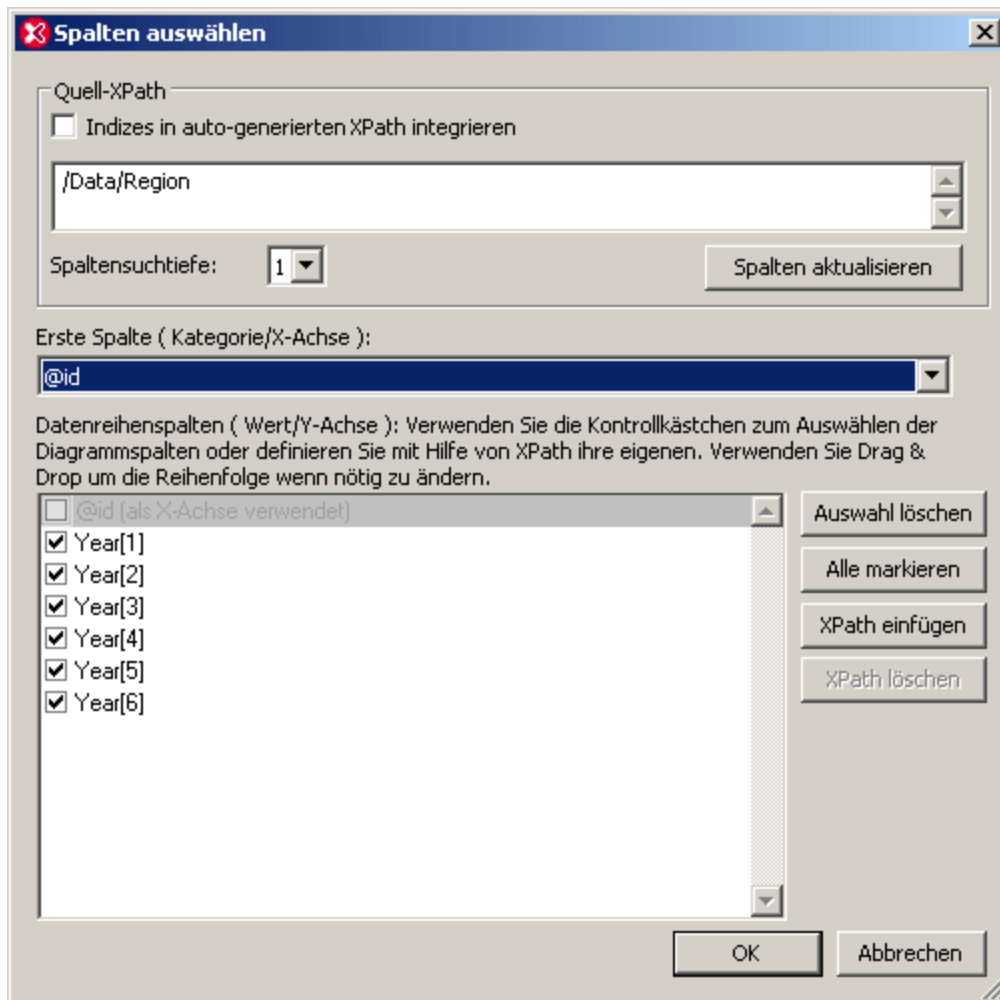 Spalten auswählen
Quell-XPath
Indizes in auto-generierten XPath integrieren
/Data/Region
Spaltensuchtiefe:
1
Spalten aktualisieren
Erste Spalte ( Kategorie/X-Achse ):
@id
Datenreihenspalten ( Wert/Y-Achse ): Verwenden Sie die Kontrollkästchen zum Auswählen der
Diagrammspalten oder definieren Sie mit Hilfe von XPath ihre eigenen. Verwenden Sie Drag &
Drop um die Reihenfolge wenn nötig zu ändern.
@id (als X-Achse verwendet)
Year[1]
Year[2]
Year[3]
Year[4]
Year[5]
Year[6]
Auswahl löschen
Alle markieren
XPath einfügen
XPath löschen
OK
Abbrechen